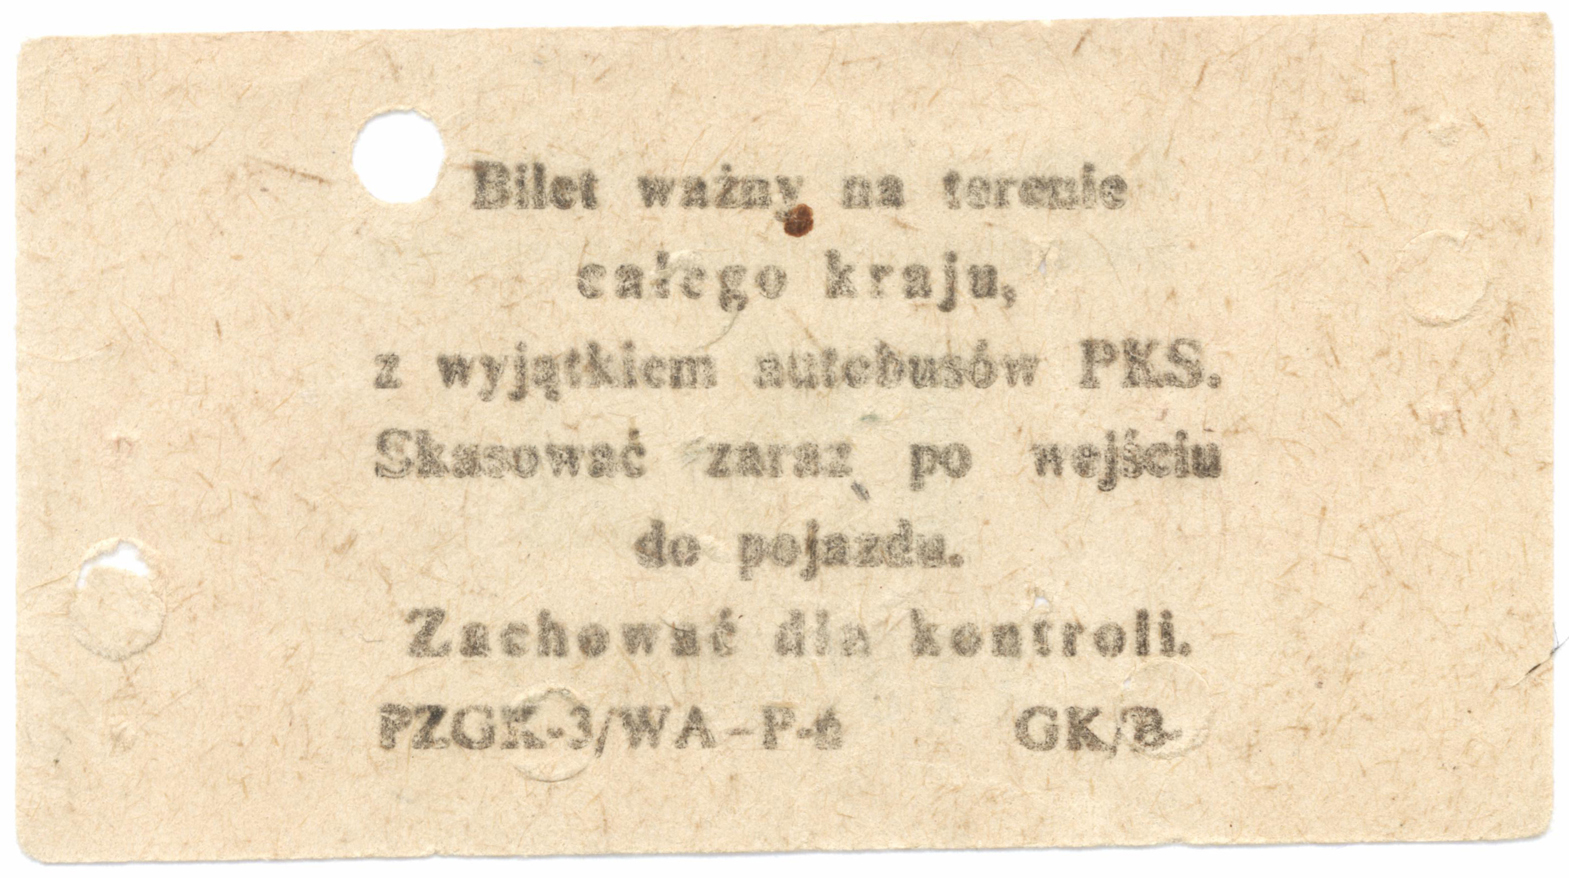 Bilet ważny na terenie
całego kraju,
z wyjątkiem autobusów PKS.
Skasować zaraz po wejściu
do pojazdu.
Zachować dla kontroli.
PZGK-3/WA-P-6 GK/B-